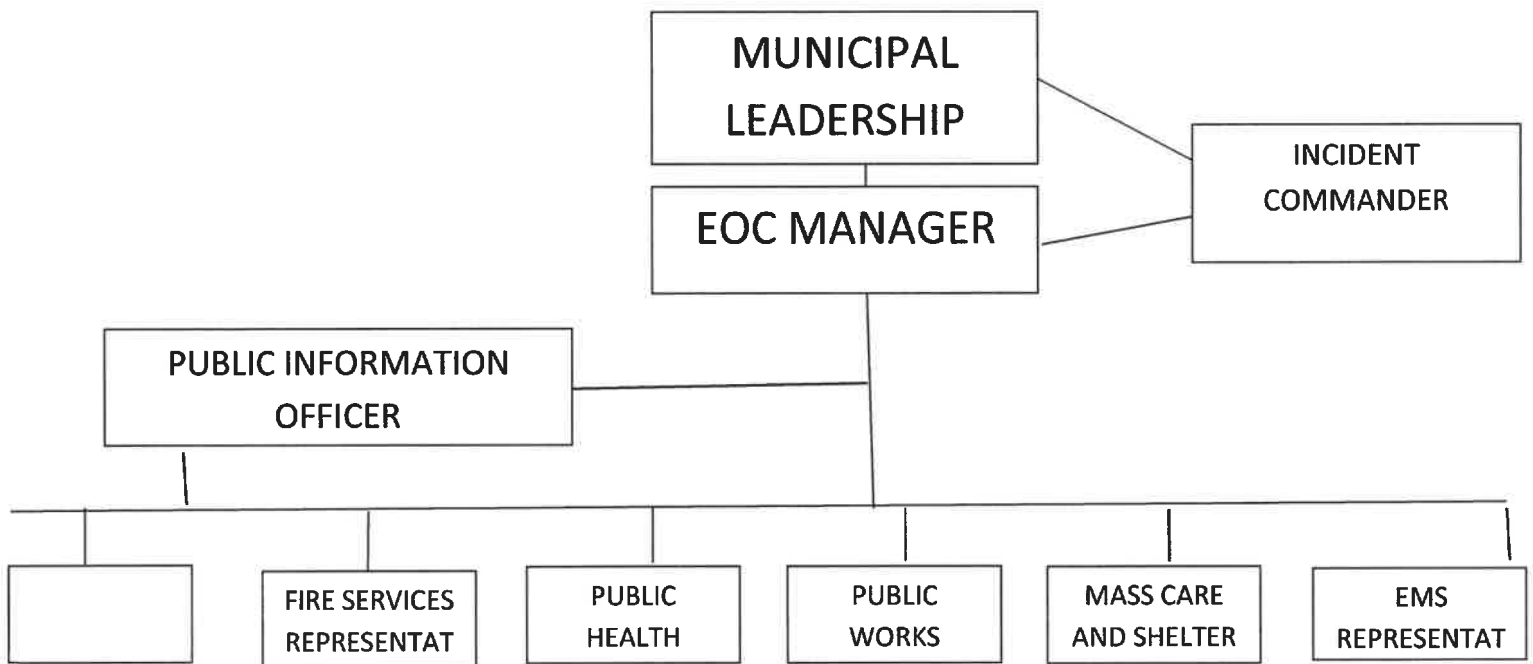 MUNICIPAL
LEADERSHIP
INCIDENT
COMMANDER
EOC MANAGER
PUBLIC INFORMATION
OFFICER
FIRE SERVICES
REPRESENTAT
PUBLIC
HEALTH
PUBLIC
WORKS
MASS CARE
AND SHELTER
EMS
REPRESENTAT